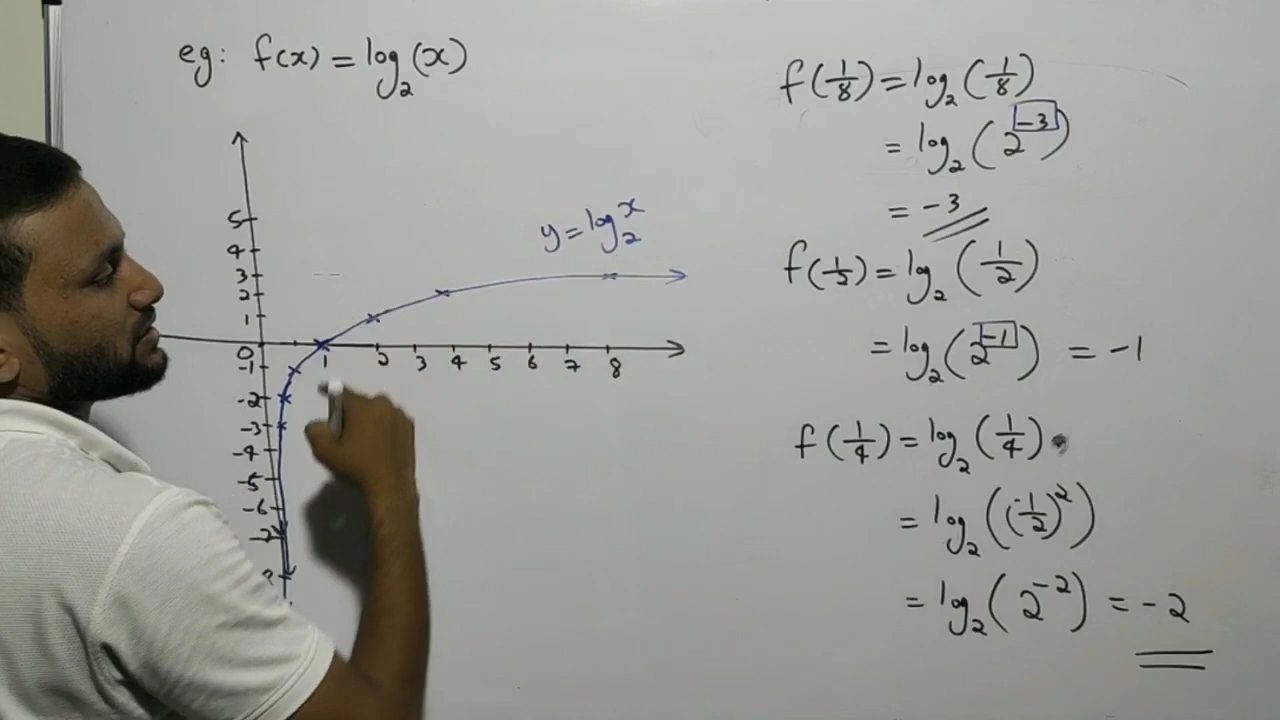 eg: f(x) = log₂(x)
5
4
3
2
1
0
-1
-2
-3
-4
-5
-6
-7
1 2 3 4 5 6 7 8
y = log₂x
f(1/8) = log₂(1/8)
= log₂(2⁻³)
= -3
f(1/2) = log₂(1/2)
= log₂(2⁻¹) = -1
f(1/4) = log₂(1/4)
= log₂((1/2)²)
= log₂(2⁻²) = -2